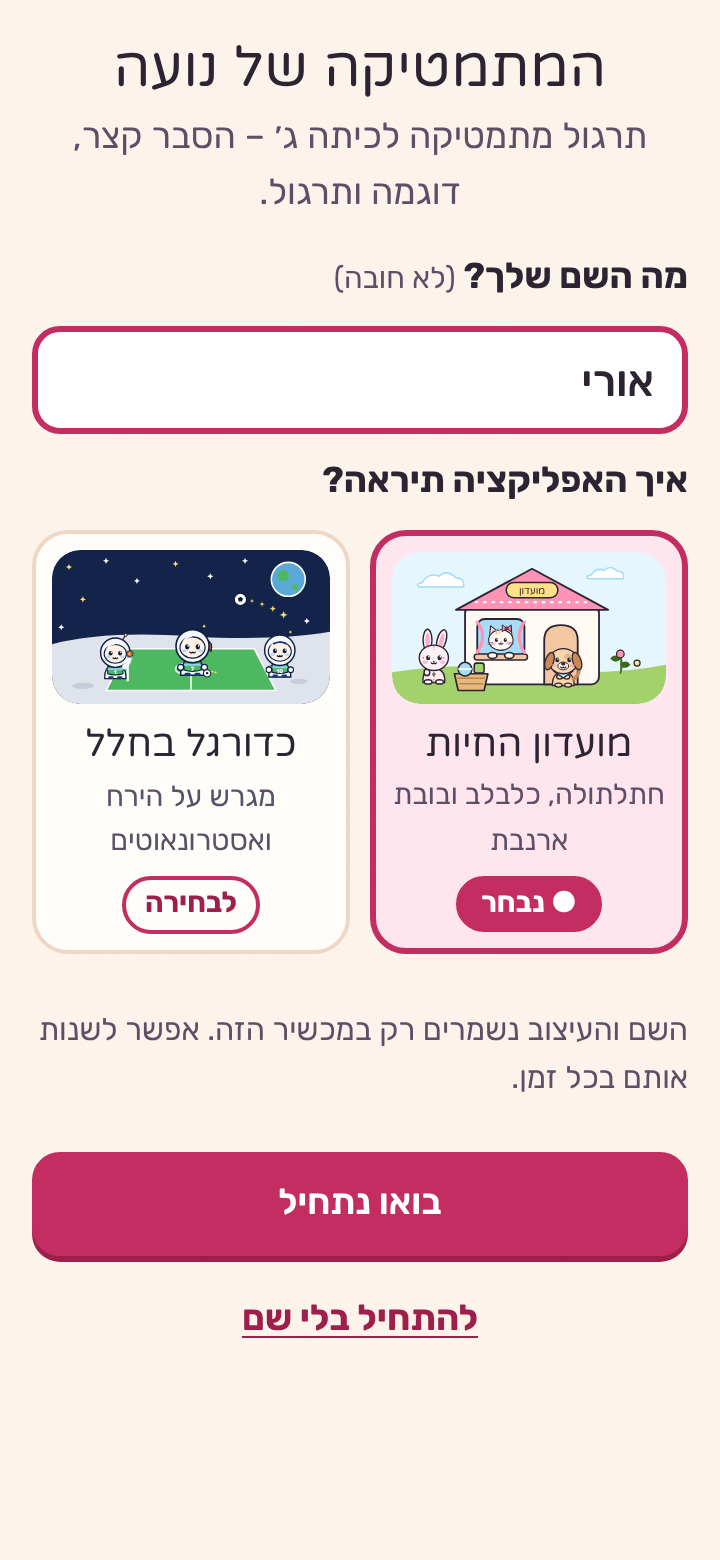 המתמטיקה של נועה
תרגול מתמטיקה לכיתה ג׳ – הסבר קצר,
דוגמה ותרגול.
מה השם שלך? (לא חובה)
אורי
איך האפליקציה תיראה?
מועדון
מועדון החיות
חתלתולה, כלבלב ובובת
ארנבת
נבחר
כדורגל בחלל
מגרש על הירח
ואסטרונאוטים
לבחירה
השם והעיצוב נשמרים רק במכשיר הזה. אפשר לשנות
אותם בכל זמן.
בואו נתחיל
להתחיל בלי שם